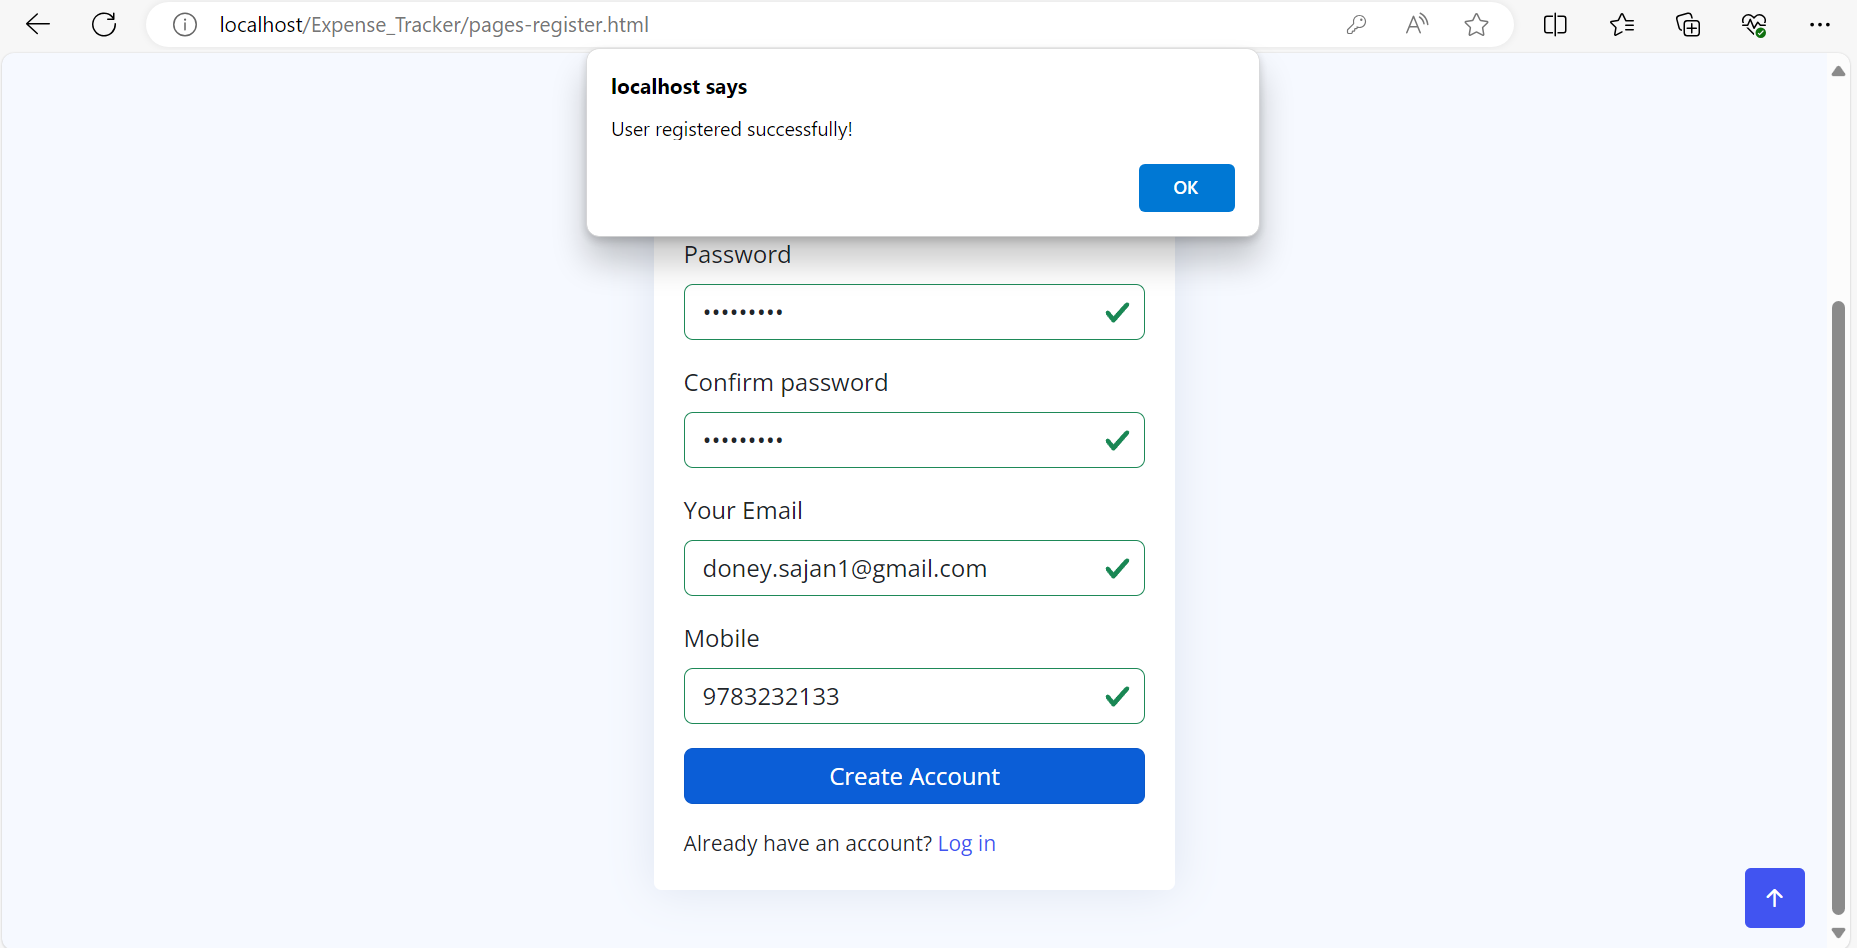 localhost/Expense_Tracker/pages-register.html
localhost says
User registered successfully!
OK
Password
•••••••••
Confirm password
•••••••••
Your Email
doney.sajan1@gmail.com
Mobile
9783232133
Create Account
Already have an account? Log in